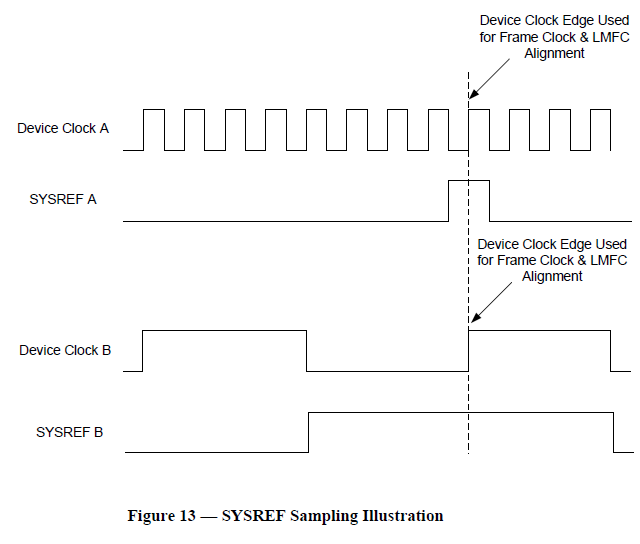 Device Clock Edge Used
for Frame Clock & LMFC
Alignment
Device Clock A
SYSREF A
Device Clock Edge Used
for Frame Clock & LMFC
Alignment
Device Clock B
SYSREF B
Figure 13 — SYSREF Sampling Illustration